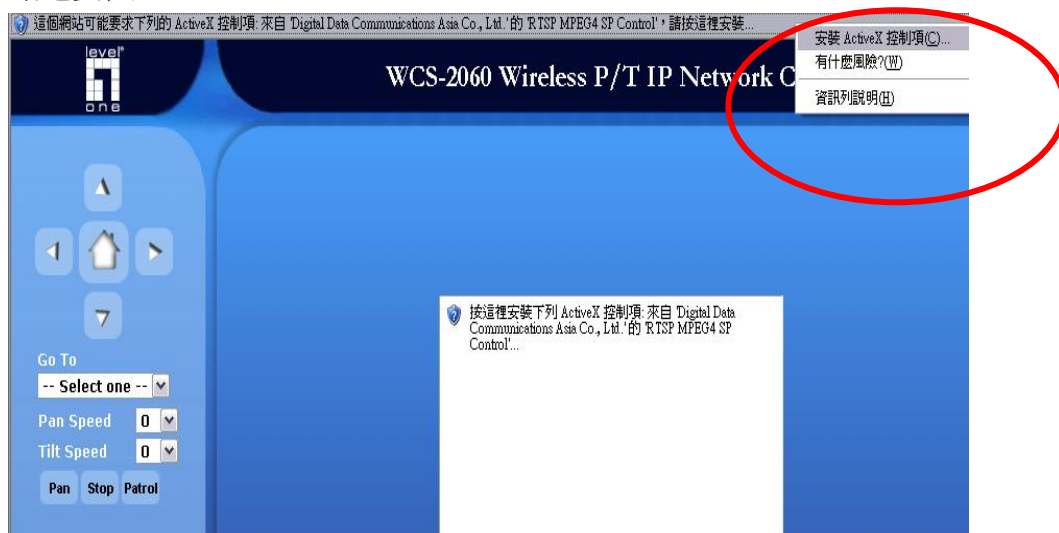 這個網站可能要求下列的 ActiveX 控制項: 來自 'Digital Data Communications Asia Co., Ltd.' 的 'RTSP MPEG4 SP Control'，請按這裡安裝...
安裝 ActiveX 控制項(C)...
有什麼風險?(W)
資訊列說明(H)
level
one
WCS-2060 Wireless P/T IP Network C
按這裡安裝下列 ActiveX 控制項: 來自 'Digital Data
Communications Asia Co., Ltd.' 的 'RTSP MPEG4 SP
Control'...
Go To
-- Select one --
Pan Speed 0
Tilt Speed 0
Pan Stop Patrol